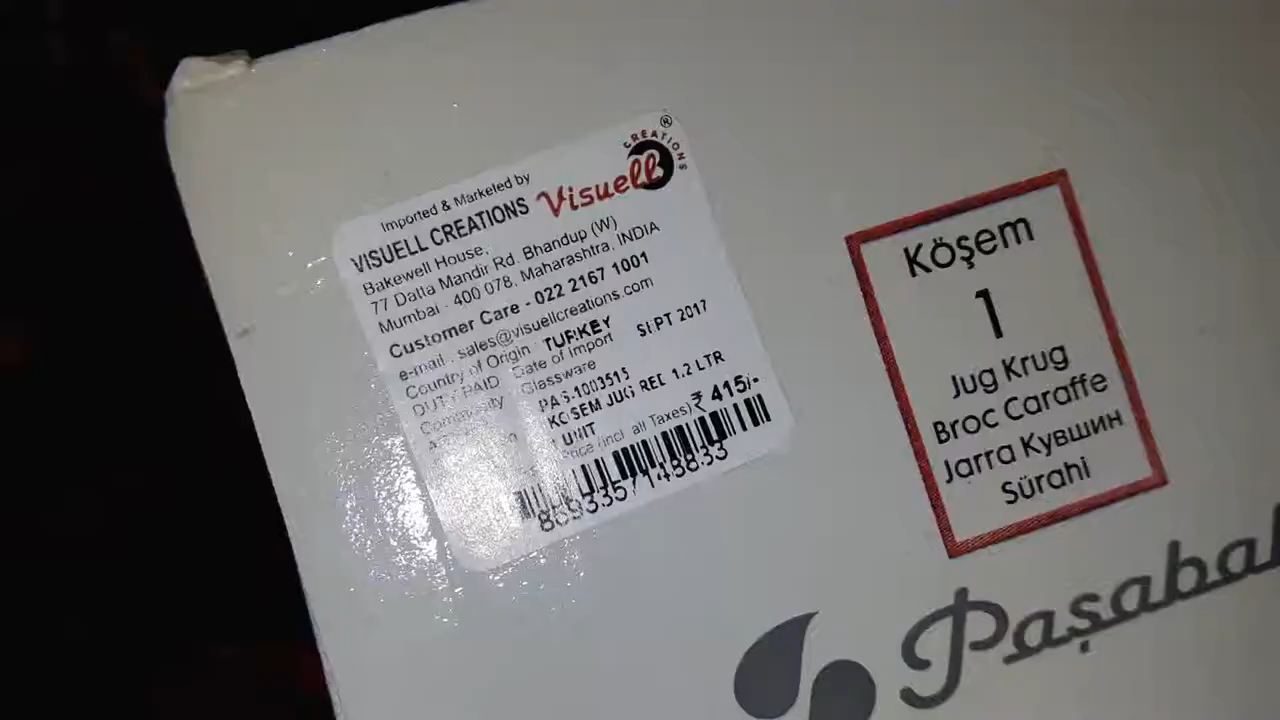 CREATIONS ®
Visuell
Imported & Marketed by
VISUELL CREATIONS
Bakewell House,
77 Datta Mandir Rd. Bhandup (W)
Mumbai - 400 078, Maharashtra, INDIA
Customer Care - 022 2167 1001
e-mail : sales@visuellcreations.com
Country of Origin TURKEY
DUTY PAID Date of Import SEPT 2017
Commodity Glassware
PAS-1003515
KOSEM JUG REE 1.2 LTR
1 UNIT
Price (incl all Taxes) ₹ 415/-
Köşem
1
Jug Krug
Broc Caraffe
Jarra Кувшин
Sürahi